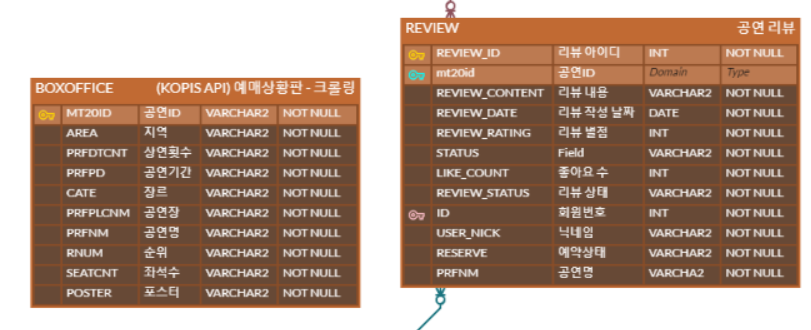 REVIEW 공연 리뷰
REVIEW_ID 리뷰 아이디 INT NOT NULL
mt20id 공연ID Domain Type
REVIEW_CONTENT 리뷰 내용 VARCHAR2 NOT NULL
REVIEW_DATE 리뷰 작성 날짜 DATE NOT NULL
REVIEW_RATING 리뷰 별점 INT NOT NULL
STATUS Field VARCHAR2 NOT NULL
LIKE_COUNT 좋아요 수 INT NOT NULL
REVIEW_STATUS 리뷰 상태 VARCHAR2 NOT NULL
ID 회원번호 INT NOT NULL
USER_NICK 닉네임 VARCHAR2 NOT NULL
RESERVE 예약상태 VARCHAR2 NOT NULL
PRFNM 공연명 VARCHA2 NOT NULL
BOXOFFICE (KOPIS API) 예매상황판 - 크롤링
MT20ID 공연ID VARCHAR2 NOT NULL
AREA 지역 VARCHAR2 NOT NULL
PRFDTCNT 상연횟수 VARCHAR2 NOT NULL
PRFPD 공연기간 VARCHAR2 NOT NULL
CATE 장르 VARCHAR2 NOT NULL
PRFPLCNM 공연장 VARCHAR2 NOT NULL
PRFNM 공연명 VARCHAR2 NOT NULL
RNUM 순위 VARCHAR2 NOT NULL
SEATCNT 좌석수 VARCHAR2 NOT NULL
POSTER 포스터 VARCHAR2 NOT NULL